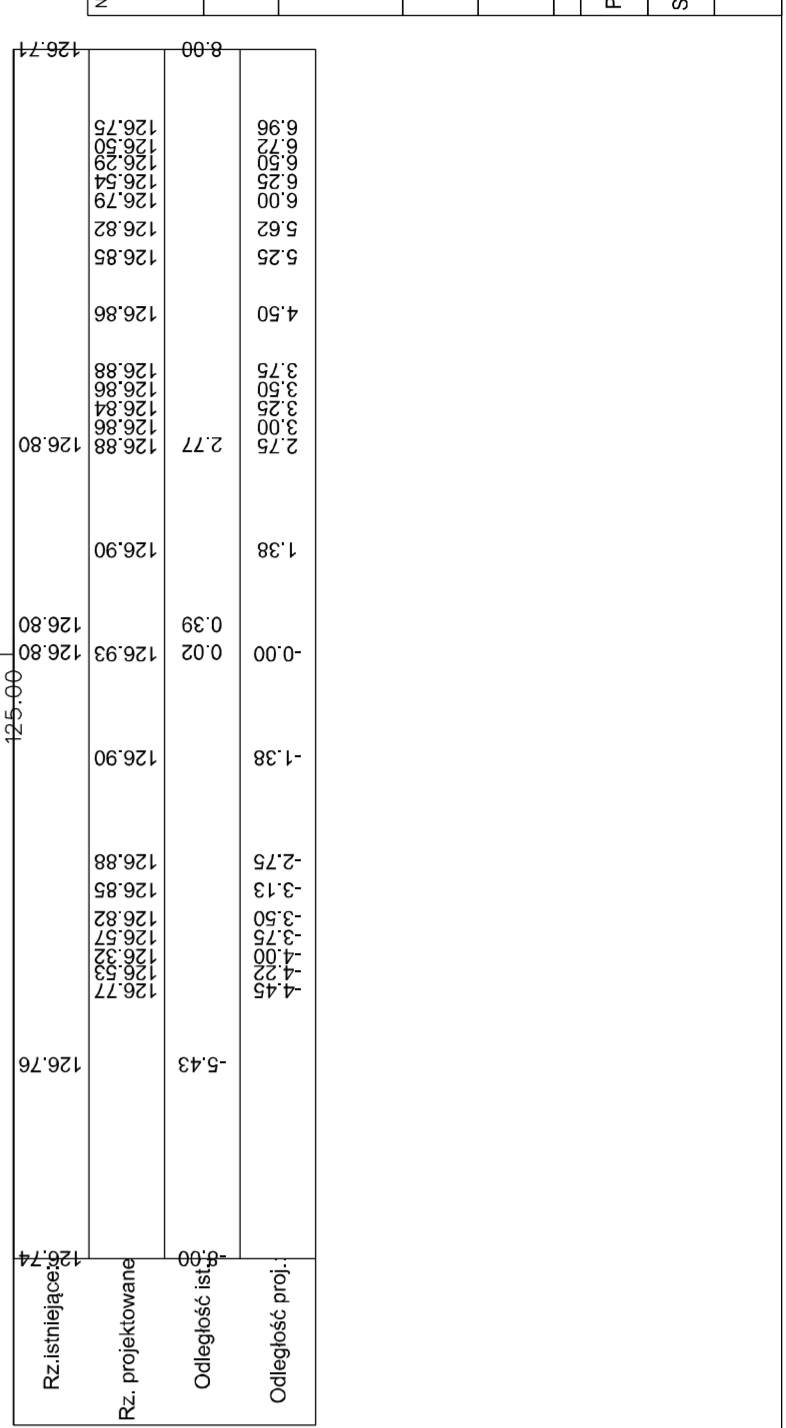 125.00
Rz.istniejące: 126.74 126.76 126.80 126.80 126.80 126.71
Rz. projektowane 126.77 126.53 126.32 126.57 126.82 126.85 126.88 126.90 126.93 126.90 126.88 126.86 126.84 126.86 126.88 126.86 126.85 126.82 126.79 126.54 126.29 126.50 126.75
Odległość ist.: -8.00 -5.43 0.02 0.39 2.77 8.00
Odległość proj.: -4.45 -4.22 -4.00 -3.75 -3.50 -3.13 -2.75 -1.38 -0.00 1.38 2.75 3.00 3.25 3.50 3.75 4.50 5.25 5.62 6.00 6.25 6.50 6.72 6.96
N
P
S